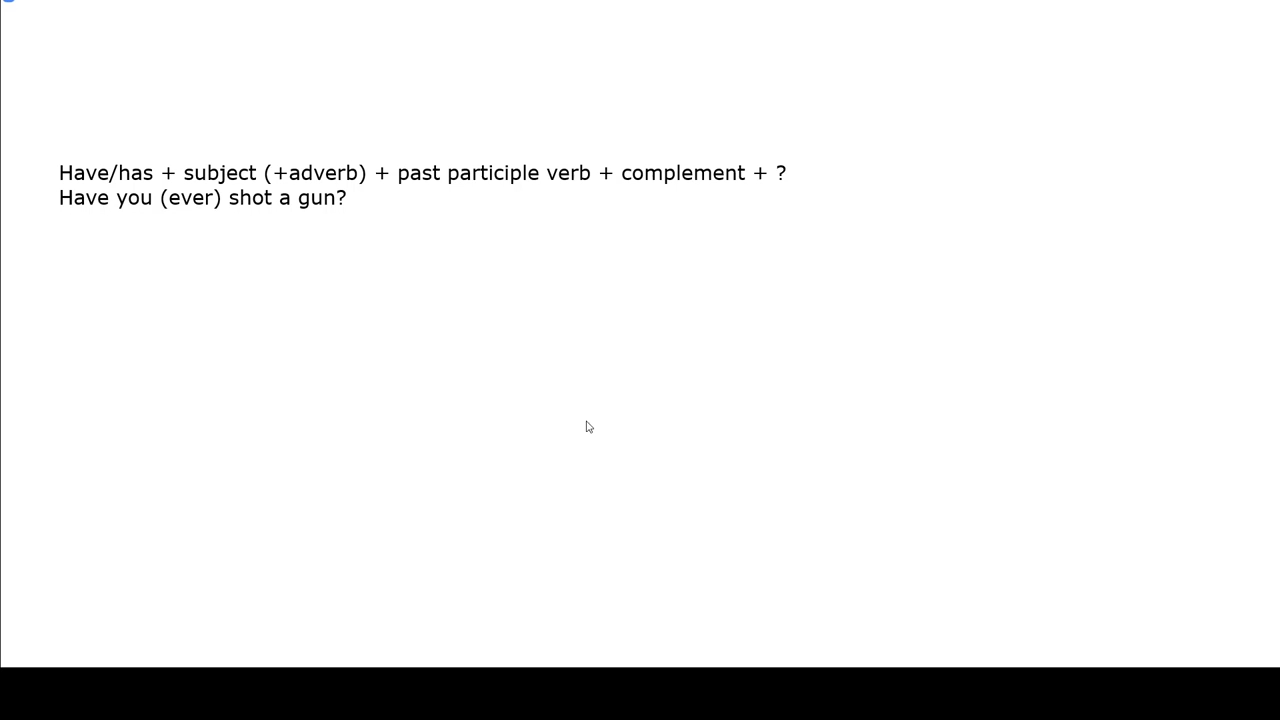 Have/has + subject (+adverb) + past participle verb + complement + ?
Have you (ever) shot a gun?